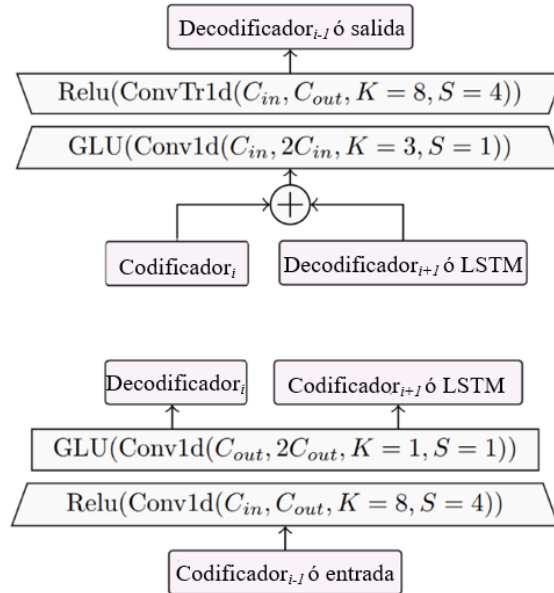 Decodificador_{i-1} ó salida
Relu(ConvTr1d(C_{in}, C_{out}, K = 8, S = 4))
GLU(Conv1d(C_{in}, 2C_{in}, K = 3, S = 1))
+
Codificador_i Decodificador_{i+1} ó LSTM
Decodificador_i Codificador_{i+1} ó LSTM
GLU(Conv1d(C_{out}, 2C_{out}, K = 1, S = 1))
Relu(Conv1d(C_{in}, C_{out}, K = 8, S = 4))
Codificador_{i-1} ó entrada